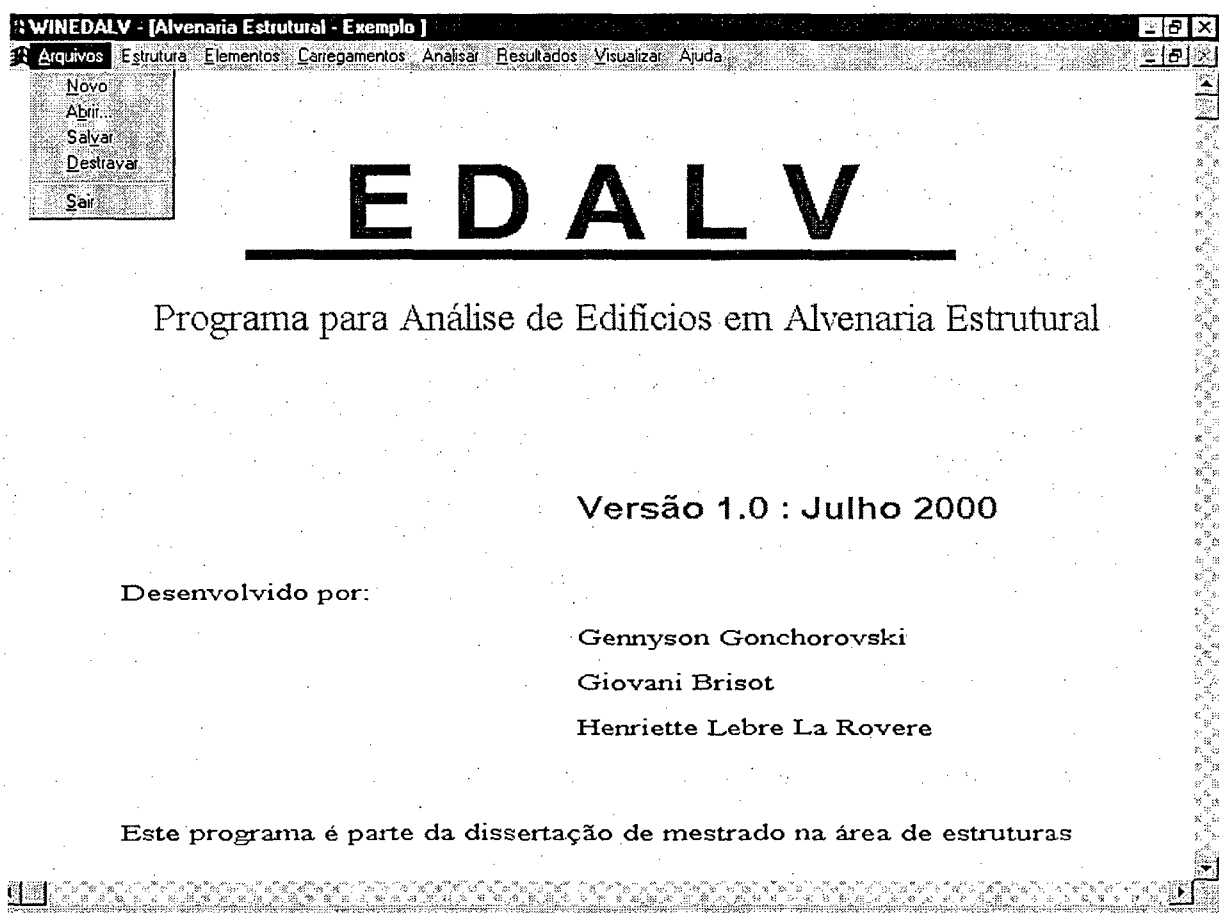 WINEDALV - [Alvenaria Estrutural - Exemplo ]
Arquivos Estrutura Elementos Carregamentos Analisar Resultados Visualizar Ajuda
Novo
Abrir...
Salvar
Destravar
Sair
EDALV
Programa para Análise de Edifícios em Alvenaria Estrutural
Versão 1.0 : Julho 2000
Desenvolvido por:
Gennyson Gonchorovski
Giovani Brisot
Henriette Lebre La Rovere
Este programa é parte da dissertação de mestrado na área de estruturas